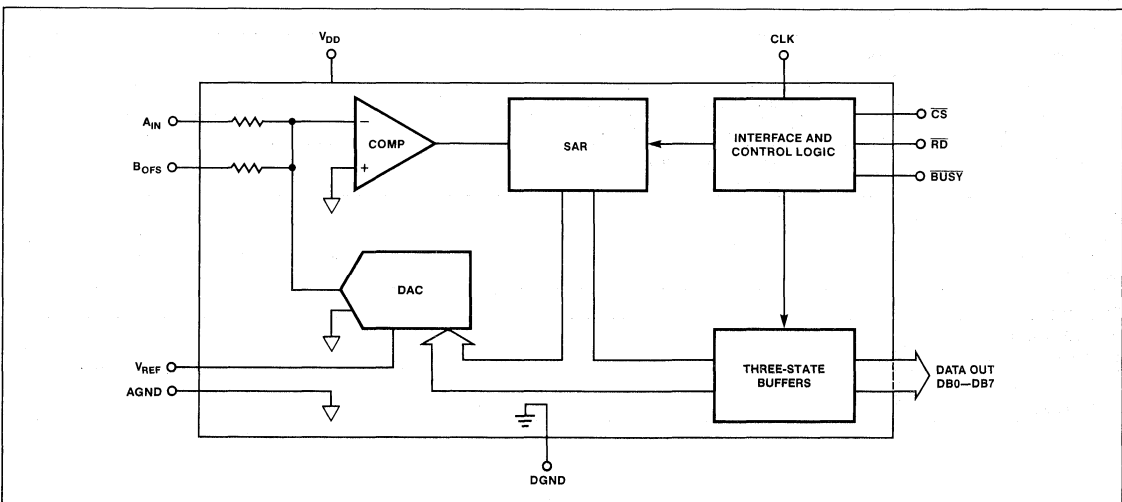 VDD
CLK
AIN
BOFS
−
COMP
+
SAR
INTERFACE AND
CONTROL LOGIC
CS
RD
BUSY
DAC
VREF
AGND
THREE-STATE
BUFFERS
DATA OUT
DB0—DB7
DGND